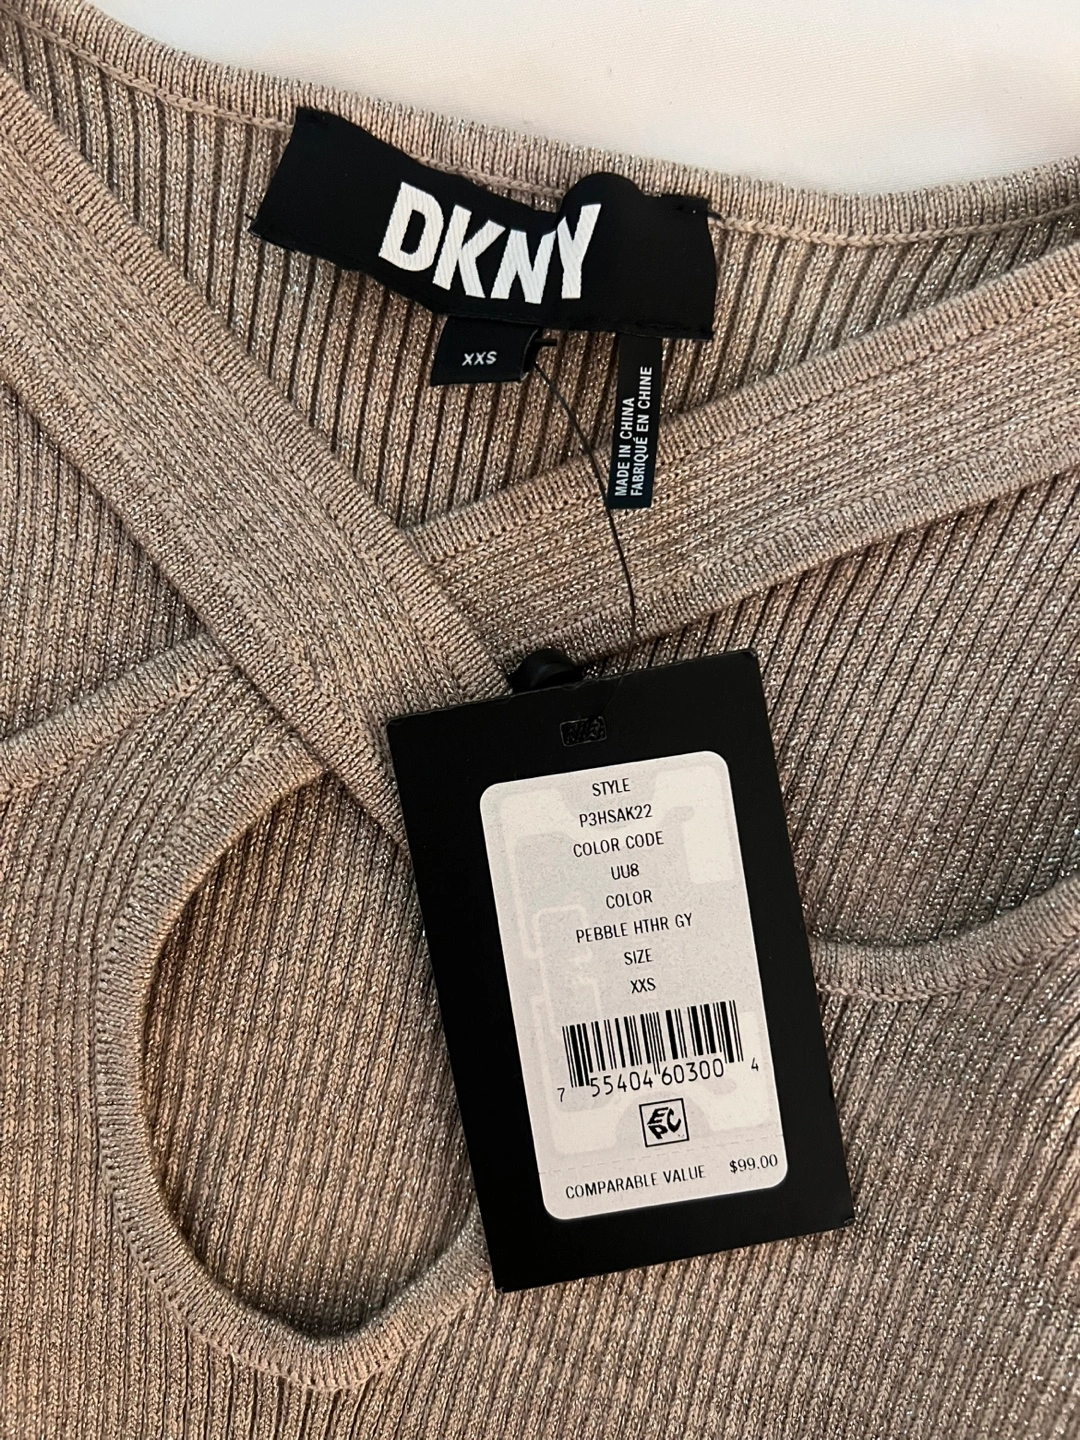 DKNY
XXS
MADE IN CHINA
FABRIQUÉ EN CHINE
STYLE
P3HSAK22
COLOR CODE
UU8
COLOR
PEBBLE HTHR GY
SIZE
XXS
7 55404 60300 4
EPC
COMPARABLE VALUE $99.00